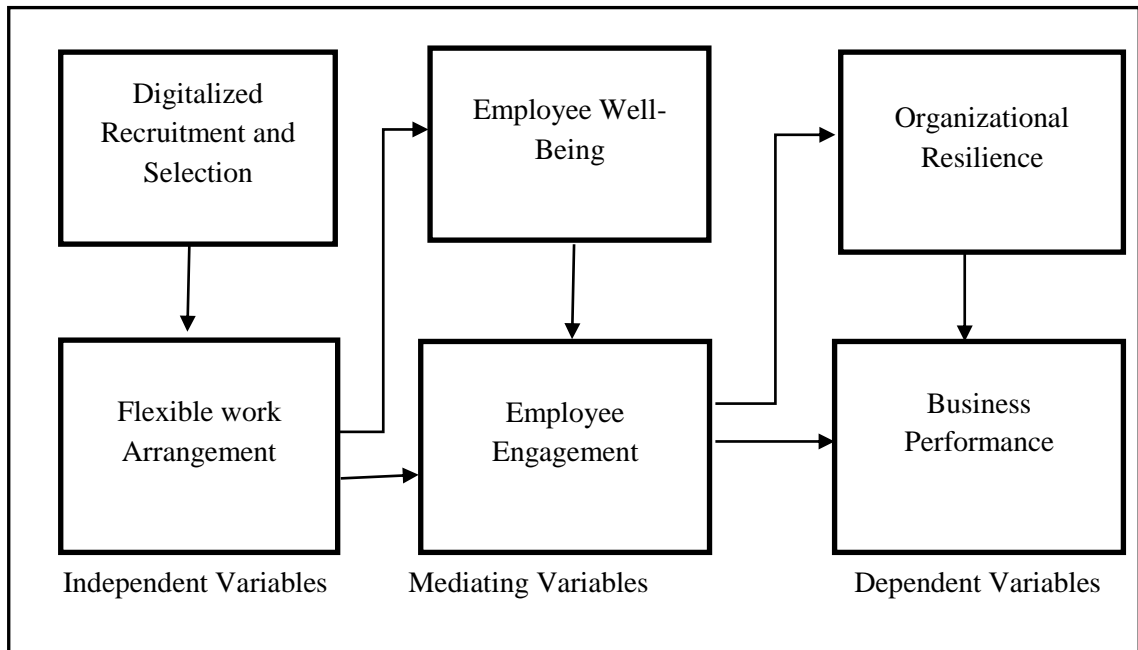 Digitalized
Recruitment and
Selection
Employee Well-
Being
Organizational
Resilience
Flexible work
Arrangement
Employee
Engagement
Business
Performance
Independent Variables
Mediating Variables
Dependent Variables